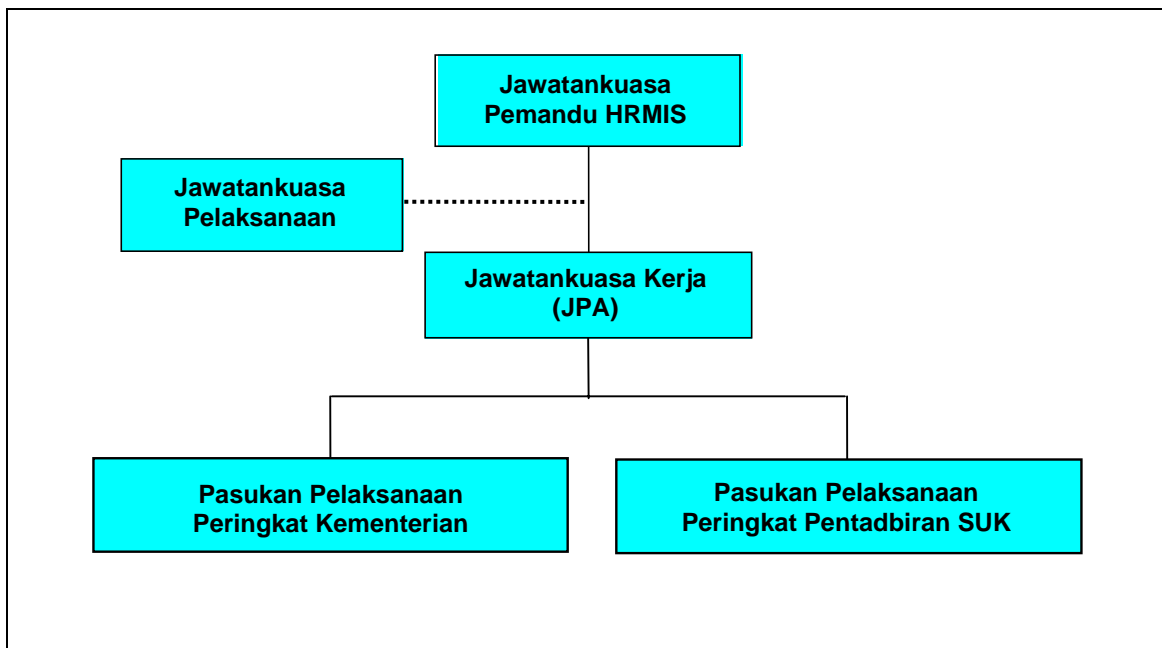 Jawatankuasa
Pemandu HRMIS
Jawatankuasa
Pelaksanaan
Jawatankuasa Kerja
(JPA)
Pasukan Pelaksanaan
Peringkat Kementerian
Pasukan Pelaksanaan
Peringkat Pentadbiran SUK